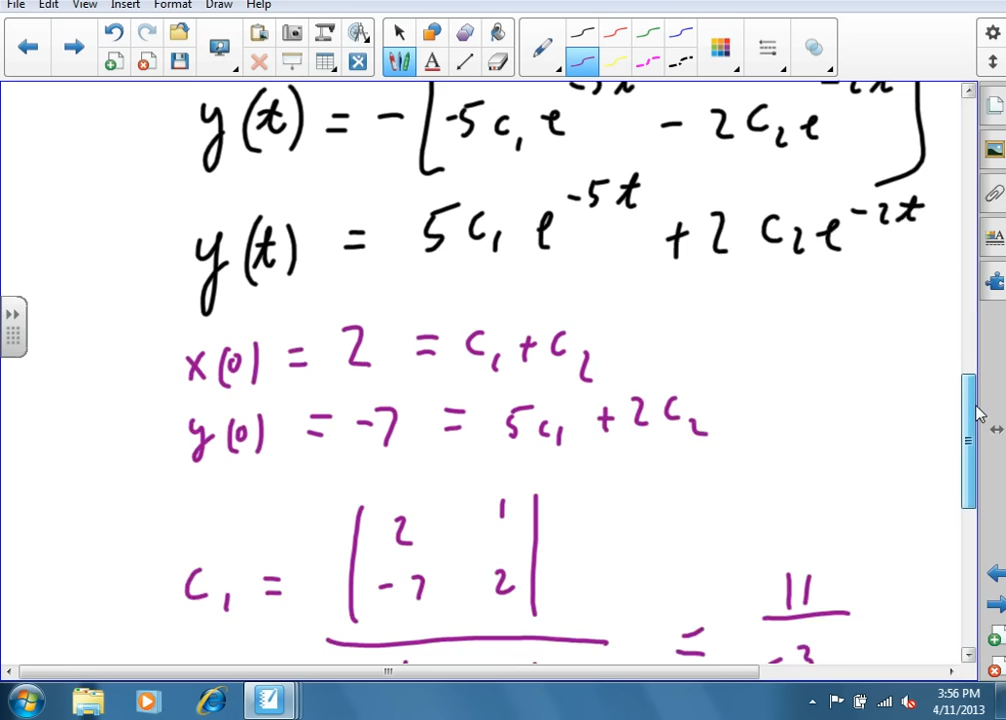 File Edit View Insert Format Draw Help
y(t) = -[-5c₁e - 2c₂e ]
y(t) = 5c₁e^-5t + 2c₂e^-2t
x(0) = 2 = c₁ + c₂
y(0) = -7 = 5c₁ + 2c₂
2 1
c₁ = -7 2 = 11
3:56 PM
4/11/2013